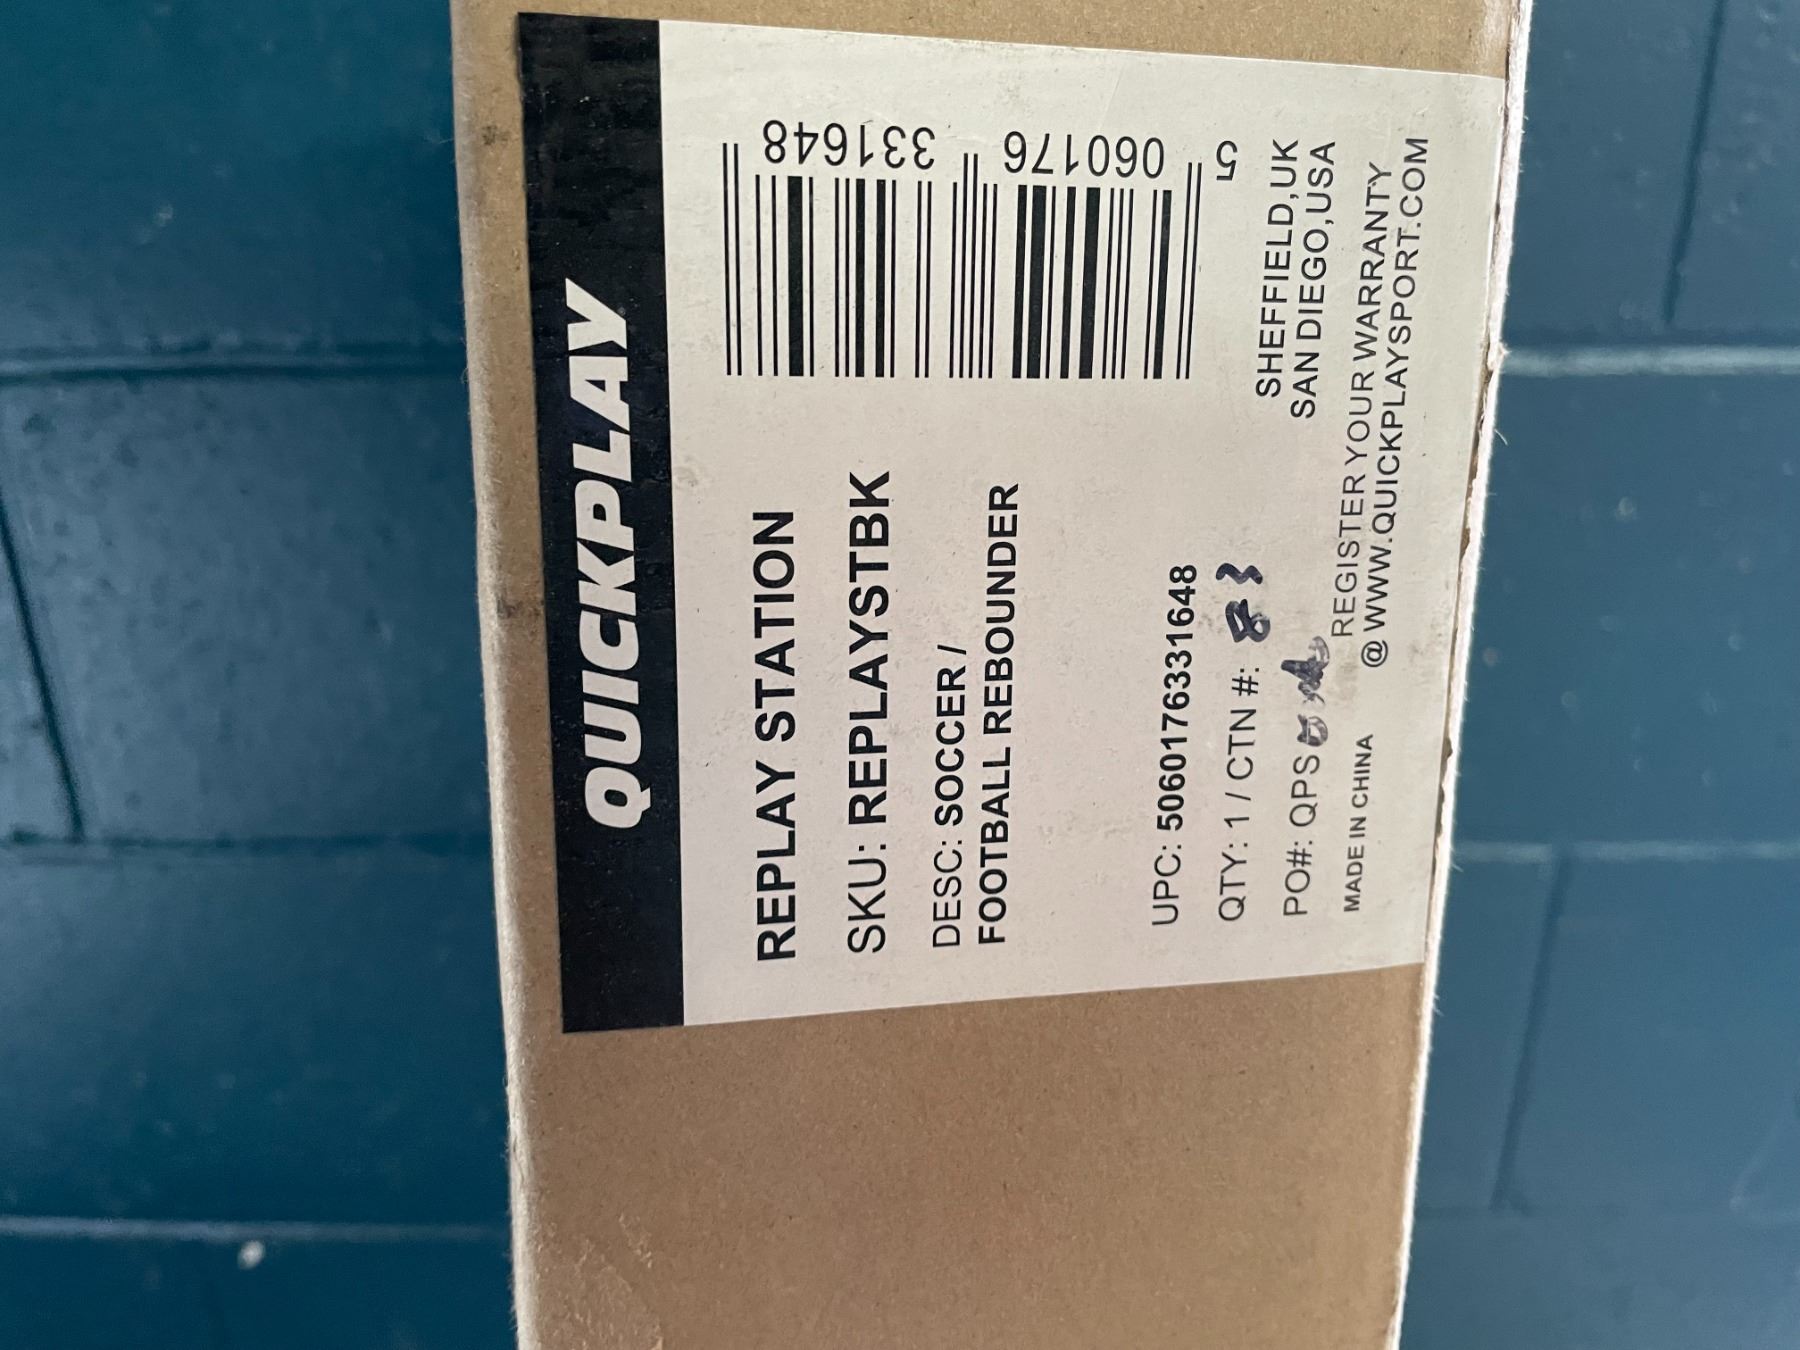 QUICKPLAY
REPLAY STATION
SKU: REPLAYSTBK
DESC: SOCCER /
FOOTBALL REBOUNDER
5 060176 331648
UPC: 5060176331648
QTY: 1 / CTN #: 83
PO#: QPS
MADE IN CHINA
SHEFFIELD,UK
SAN DIEGO,USA
REGISTER YOUR WARRANTY
@ WWW.QUICKPLAYSPORT.COM